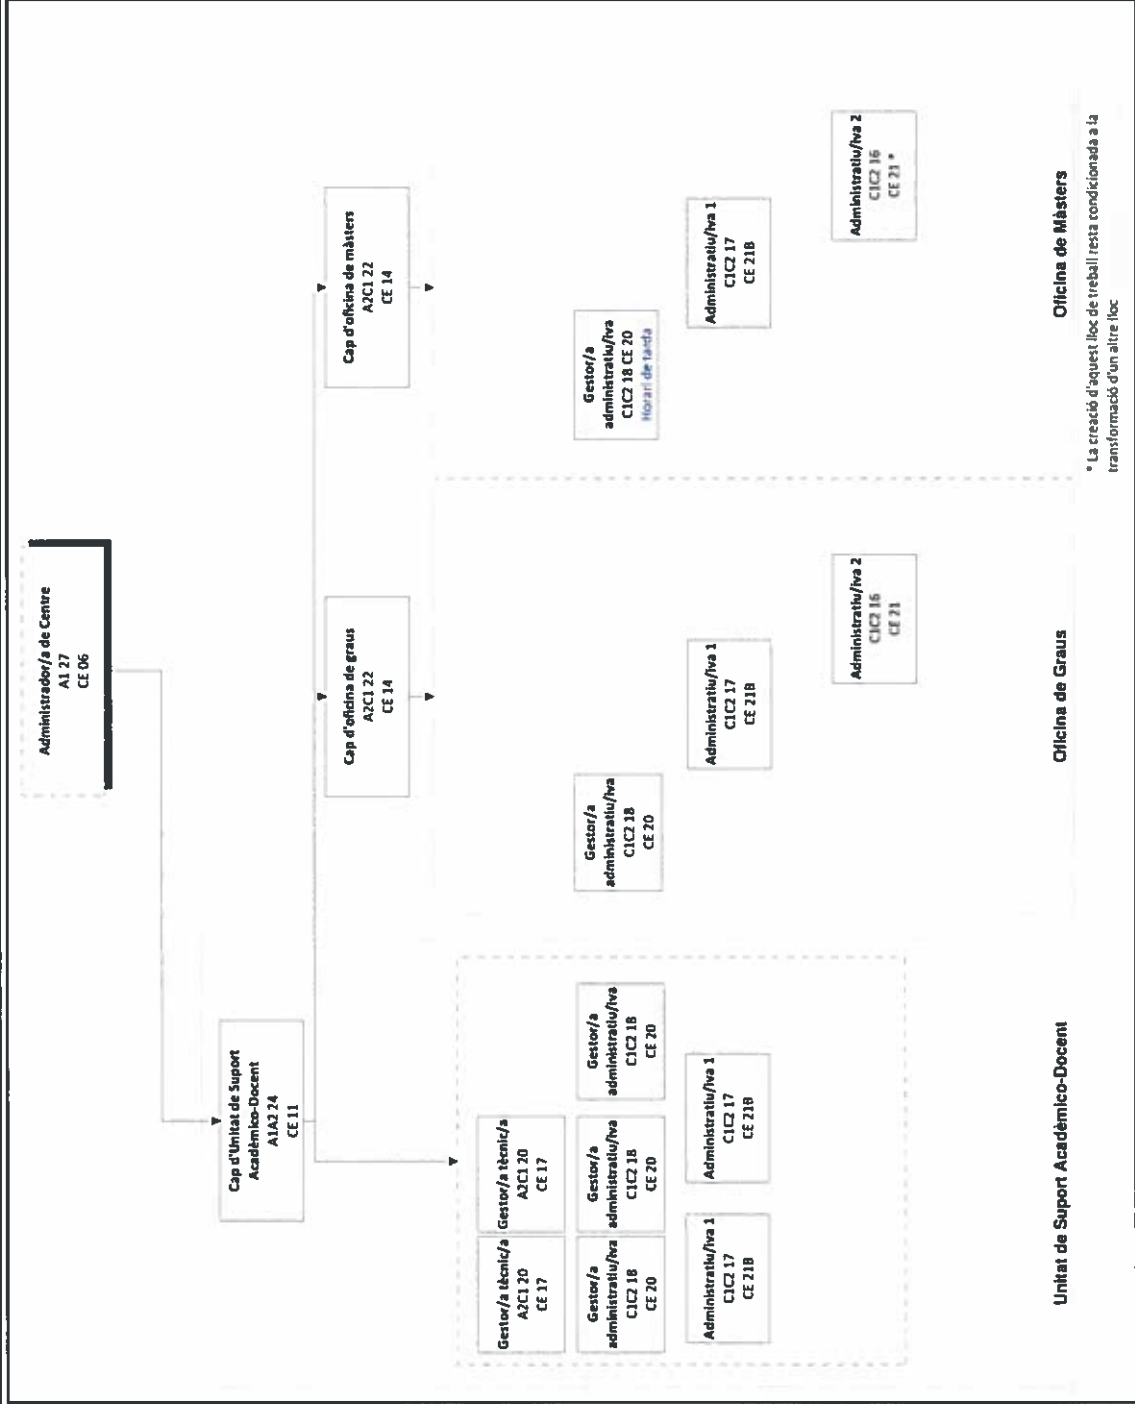 Administrador/a de Centre
A1 27
CE 06
Cap d'Unitat de Suport
Acadèmico-Docent
A1A2 24
CE 11
Cap d'oficina de graus
A2C1 22
CE 14
Cap d'oficina de màsters
A2C1 22
CE 14
Gestor/a tècnic/a
A2C1 20
CE 17
Gestor/a tècnic/a
A2C1 20
CE 17
Gestor/a
administratiu/iva
C1C2 18
CE 20
Gestor/a
administratiu/iva
C1C2 18
CE 20
Gestor/a
administratiu/iva
C1C2 18
CE 20
Administratiu/iva 1
C1C2 17
CE 21B
Administratiu/iva 1
C1C2 17
CE 21B
Unitat de Suport Acadèmico-Docent
Gestor/a
administratiu/iva
C1C2 18
CE 20
Administratiu/iva 1
C1C2 17
CE 21B
Administratiu/iva 2
C1C2 16
CE 21
Oficina de Graus
Gestor/a
administratiu/iva
C1C2 18 CE 20
Horari de tarda
Administratiu/iva 1
C1C2 17
CE 21B
Administratiu/iva 2
C1C2 16
CE 21 *
Oficina de Màsters
* La creació d'aquest lloc de treball resta condicionada a la
transformació d'un altre lloc